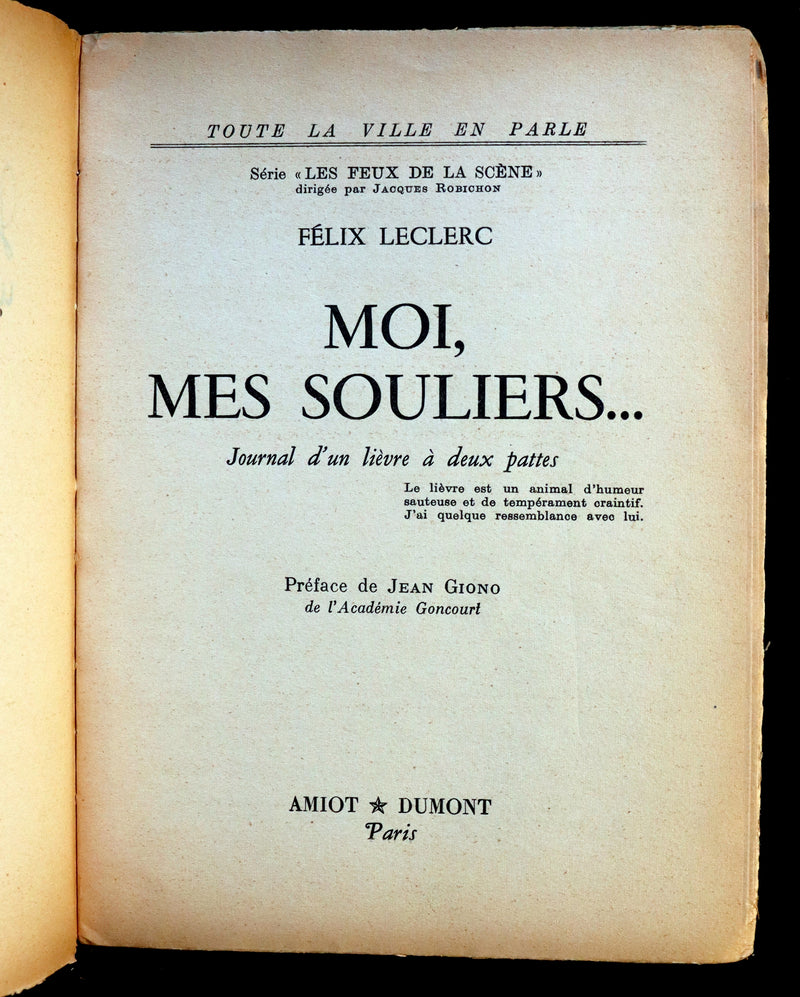 TOUTE LA VILLE EN PARLE
Série « LES FEUX DE LA SCÈNE »
dirigée par JACQUES ROBICHON
FÉLIX LECLERC
MOI,
MES SOULIERS...
Journal d'un lièvre à deux pattes
Le lièvre est un animal d'humeur
sauteuse et de tempérament craintif.
J'ai quelque ressemblance avec lui.
Préface de JEAN GIONO
de l'Académie Goncourt
AMIOT ★ DUMONT
Paris